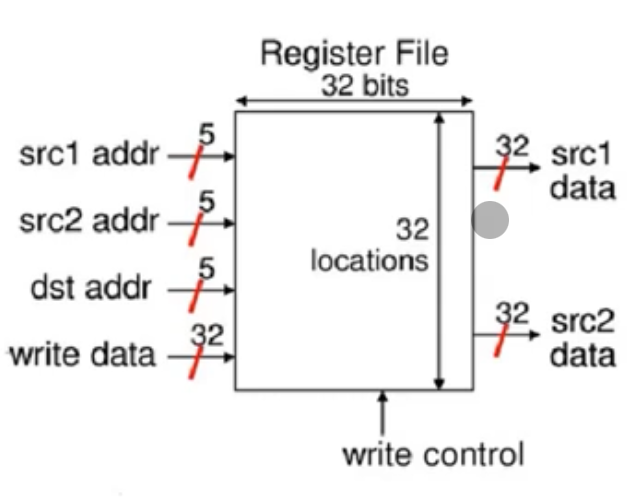 Register File
32 bits
5
src1 addr
32
src1
data
5
src2 addr
32
locations
5
dst addr
32
src2
data
32
write data
write control